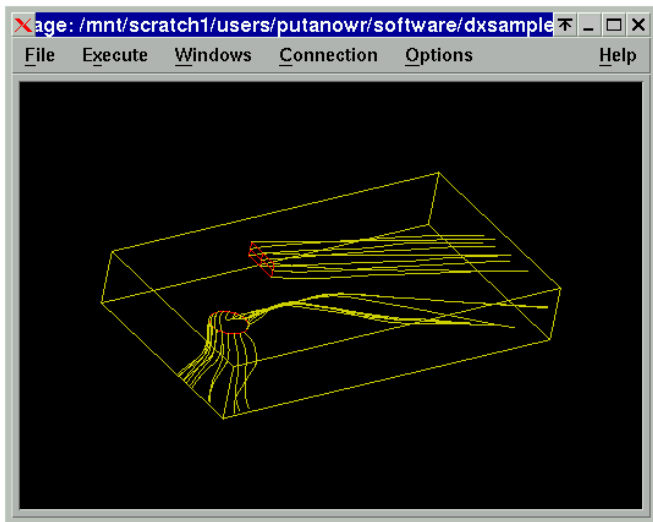 age: /mnt/scratch1/users/putanowr/software/dxsample
File Execute Windows Connection Options Help